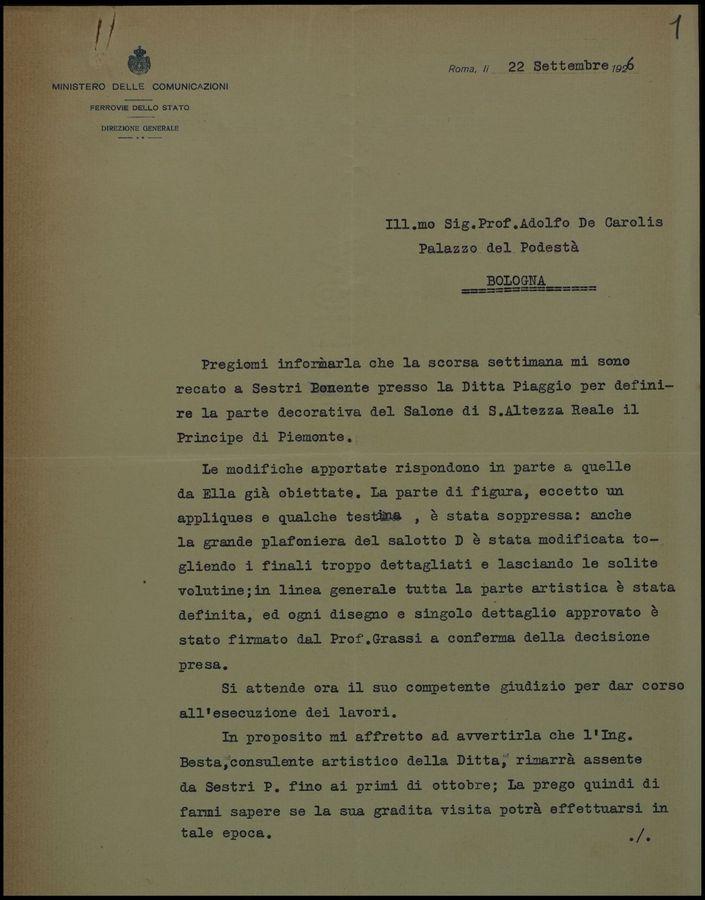 1
MINISTERO DELLE COMUNICAZIONI
FERROVIE DELLO STATO
DIREZIONE GENERALE
Roma, li 22 Settembre 1926
Ill.mo Sig.Prof.Adolfo De Carolis
Palazzo del Podestà
BOLOGNA
Pregiomi informarla che la scorsa settimana mi sono
recato a Sestri Ponente presso la Ditta Piaggio per defini-
re la parte decorativa del Salone di S.Altezza Reale il
Principe di Piemonte.
Le modifiche apportate rispondono in parte a quelle
da Ella già obiettate. La parte di figura, eccetto un
appliques e qualche testina , è stata soppressa: anche
la grande plafoniera del salotto D è stata modificata to-
gliendo i finali troppo dettagliati e lasciando le solite
volutine;in linea generale tutta la parte artistica è stata
definita, ed ogni disegno e singolo dettaglio approvato è
stato firmato dal Prof.Grassi a conferma della decisione
presa.
Si attende ora il suo competente giudizio per dar corso
all'esecuzione dei lavori.
In proposito mi affretto ad avvertirla che l'Ing.
Besta,"consulente artistico della Ditta," rimarrà assente
da Sestri P. fino ai primi di ottobre; La prego quindi di
farmi sapere se la sua gradita visita potrà effettuarsi in
tale epoca.
./.